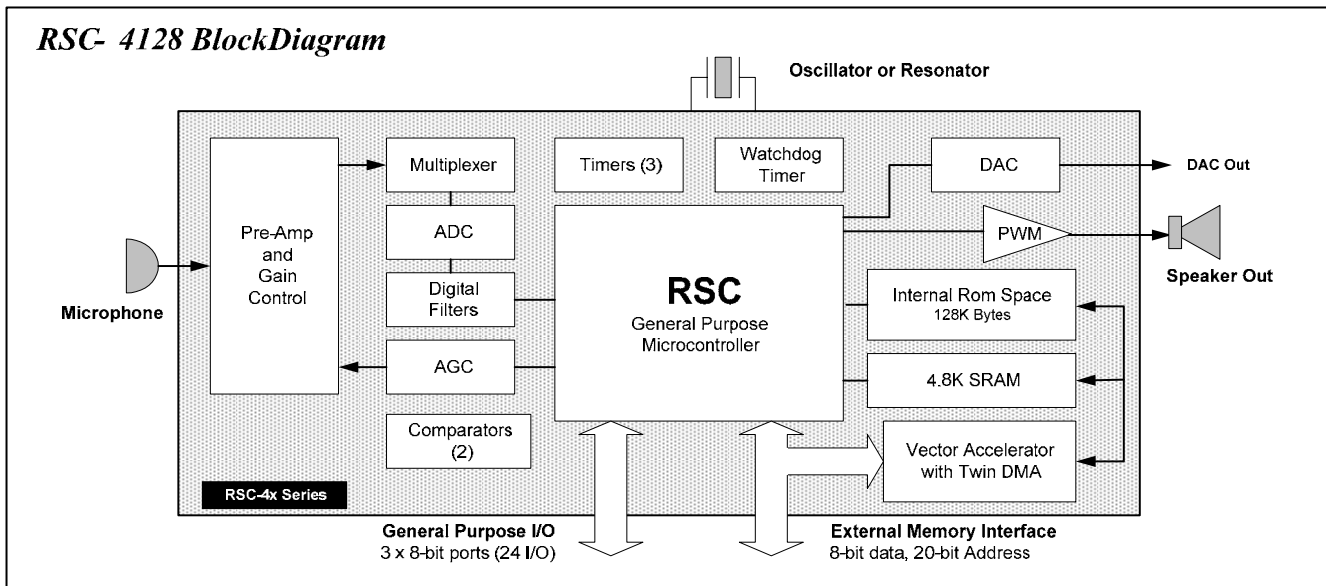 RSC- 4128 BlockDiagram
Oscillator or Resonator
Multiplexer
Timers (3)
Watchdog
Timer
DAC
DAC Out
Pre-Amp
and
Gain
Control
ADC
PWM
Speaker Out
Microphone
Digital
Filters
RSC
General Purpose
Microcontroller
Internal Rom Space
128K Bytes
AGC
4.8K SRAM
Comparators
(2)
Vector Accelerator
with Twin DMA
RSC-4x Series
General Purpose I/O
3 x 8-bit ports (24 I/O)
External Memory Interface
8-bit data, 20-bit Address